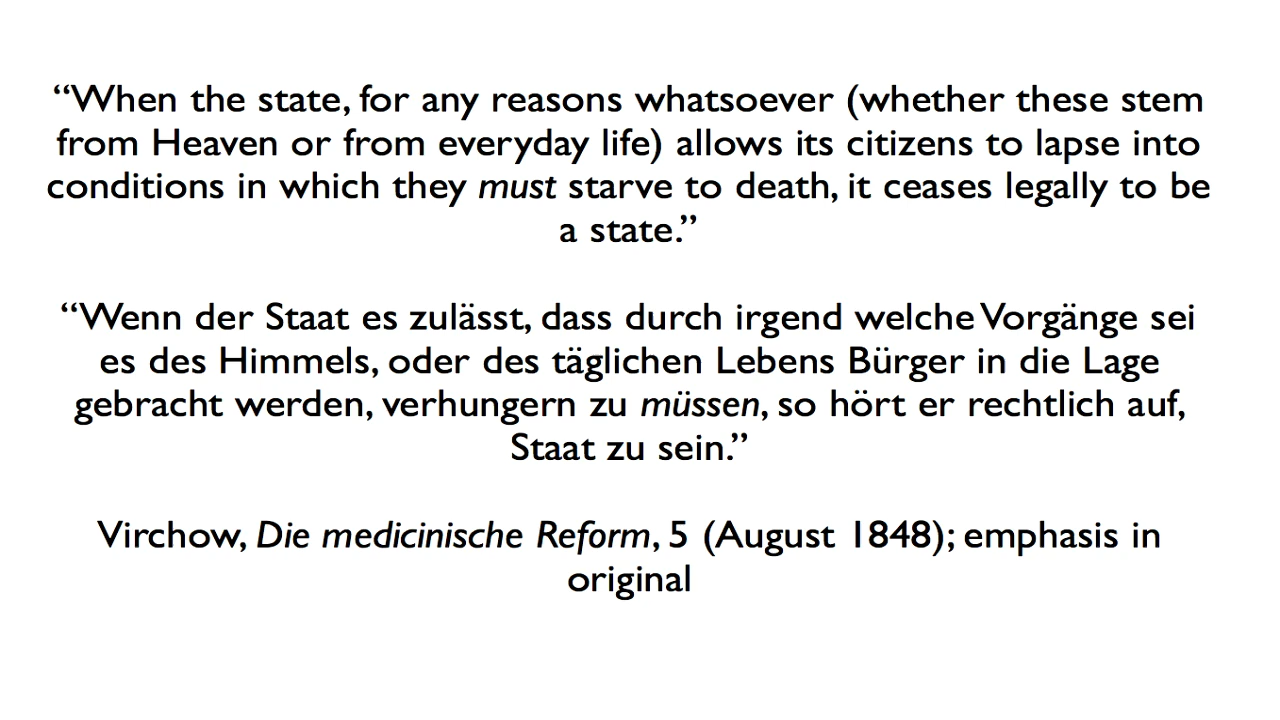 “When the state, for any reasons whatsoever (whether these stem
from Heaven or from everyday life) allows its citizens to lapse into
conditions in which they must starve to death, it ceases legally to be
a state.”
“Wenn der Staat es zulässt, dass durch irgend welche Vorgänge sei
es des Himmels, oder des täglichen Lebens Bürger in die Lage
gebracht werden, verhungern zu müssen, so hört er rechtlich auf,
Staat zu sein.”
Virchow, Die medicinische Reform, 5 (August 1848); emphasis in
original